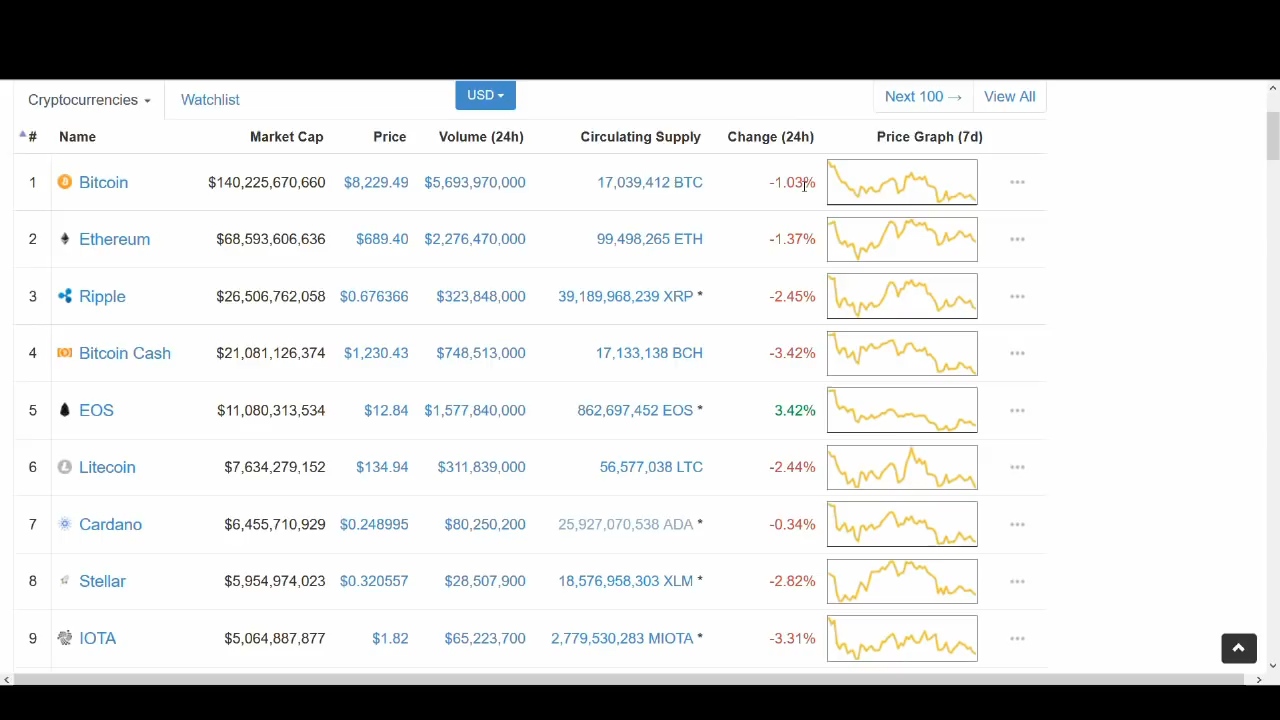 Cryptocurrencies Watchlist USD Next 100 → View All
# Name Market Cap Price Volume (24h) Circulating Supply Change (24h) Price Graph (7d)
1 Bitcoin $140,225,670,660 $8,229.49 $5,693,970,000 17,039,412 BTC -1.03%
2 Ethereum $68,593,606,636 $689.40 $2,276,470,000 99,498,265 ETH -1.37%
3 Ripple $26,506,762,058 $0.676366 $323,848,000 39,189,968,239 XRP * -2.45%
4 Bitcoin Cash $21,081,126,374 $1,230.43 $748,513,000 17,133,138 BCH -3.42%
5 EOS $11,080,313,534 $12.84 $1,577,840,000 862,697,452 EOS * 3.42%
6 Litecoin $7,634,279,152 $134.94 $311,839,000 56,577,038 LTC -2.44%
7 Cardano $6,455,710,929 $0.248995 $80,250,200 25,927,070,538 ADA * -0.34%
8 Stellar $5,954,974,023 $0.320557 $28,507,900 18,576,958,303 XLM * -2.82%
9 IOTA $5,064,887,877 $1.82 $65,223,700 2,779,530,283 MIOTA * -3.31%